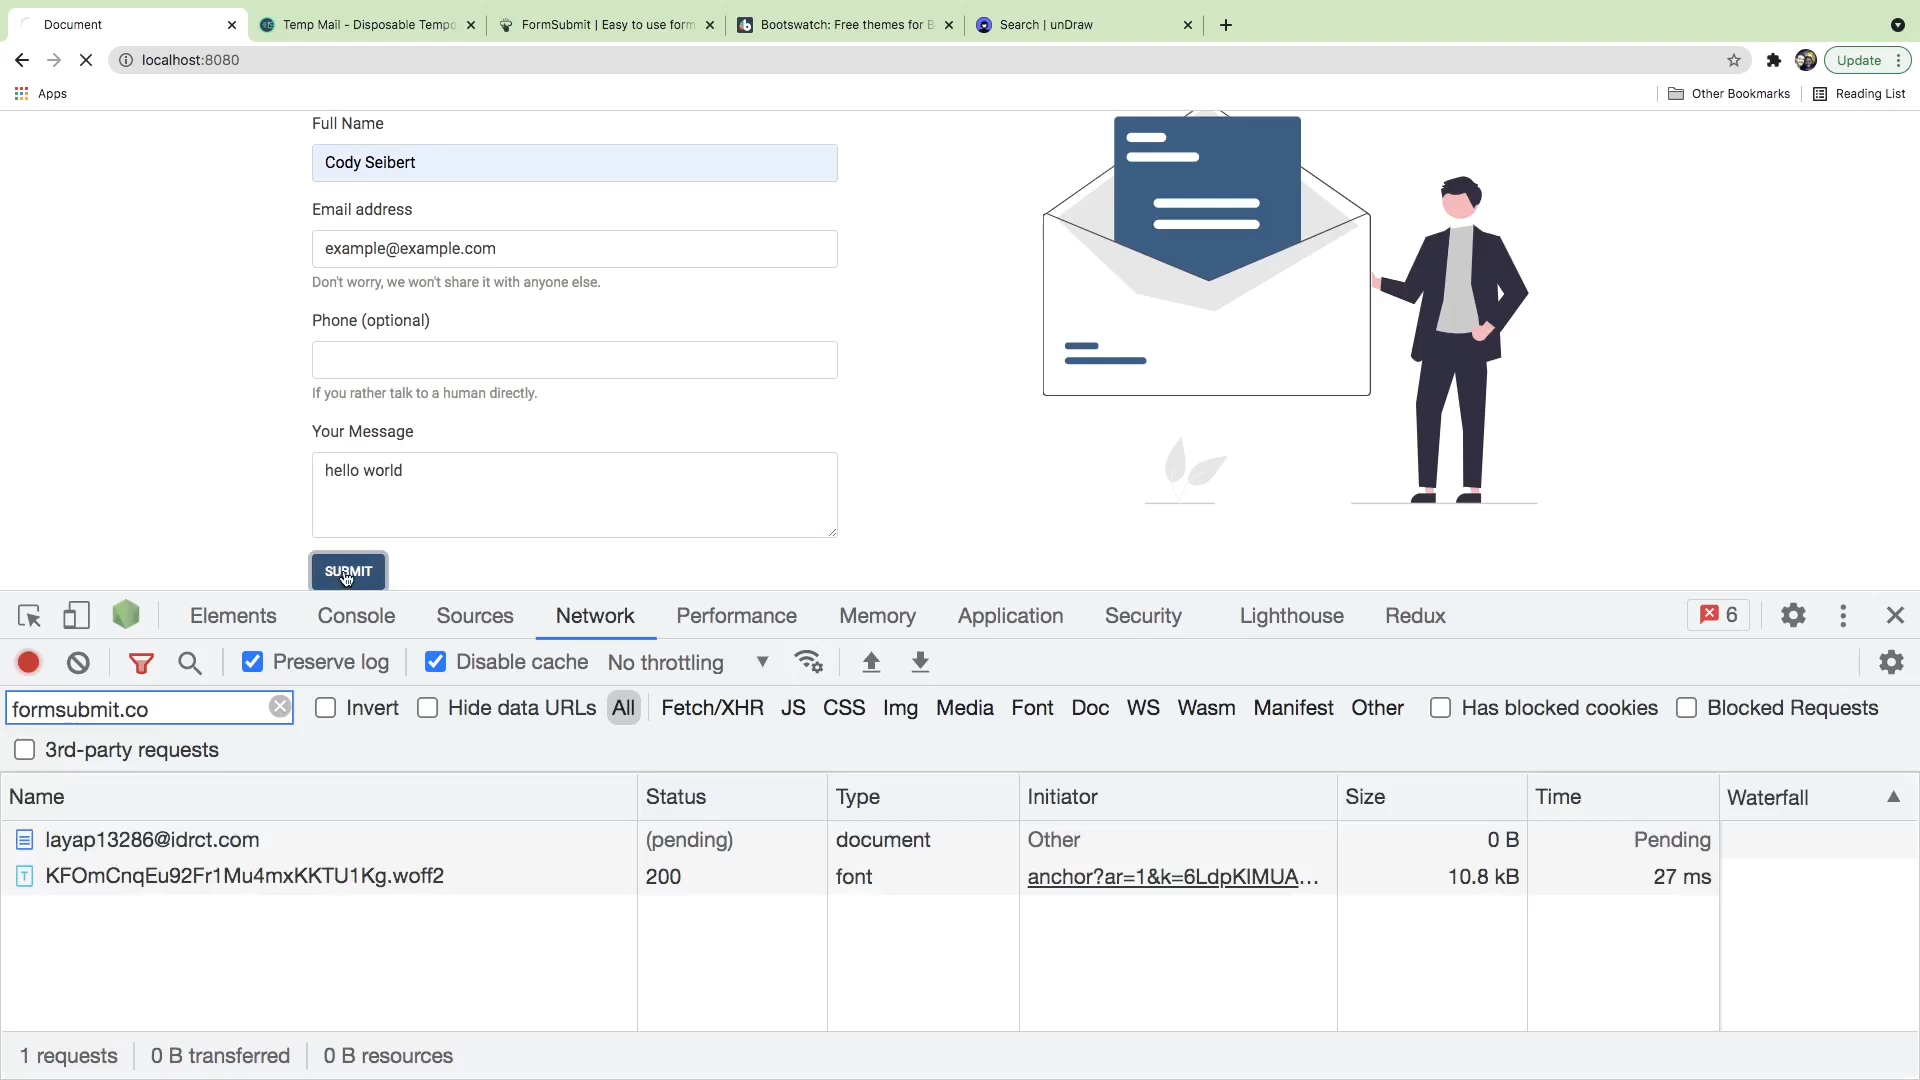 Document
Temp Mail - Disposable Tempo
FormSubmit | Easy to use form
Bootswatch: Free themes for B
Search | unDraw
localhost:8080
Update
Apps
Other Bookmarks
Reading List
Full Name
Cody Seibert
Email address
example@example.com
Don't worry, we won't share it with anyone else.
Phone (optional)
If you rather talk to a human directly.
Your Message
hello world
SUBMIT
Elements Console Sources Network Performance Memory Application Security Lighthouse Redux 6
Preserve log Disable cache No throttling
formsubmit.co Invert Hide data URLs All Fetch/XHR JS CSS Img Media Font Doc WS Wasm Manifest Other Has blocked cookies Blocked Requests
3rd-party requests
Name Status Type Initiator Size Time Waterfall
layap13286@idrct.com (pending) document Other 0 B Pending
KFOmCnqEu92Fr1Mu4mxKKTU1Kg.woff2 200 font anchor?ar=1&k=6LdpKIMUA... 10.8 kB 27 ms
1 requests 0 B transferred 0 B resources